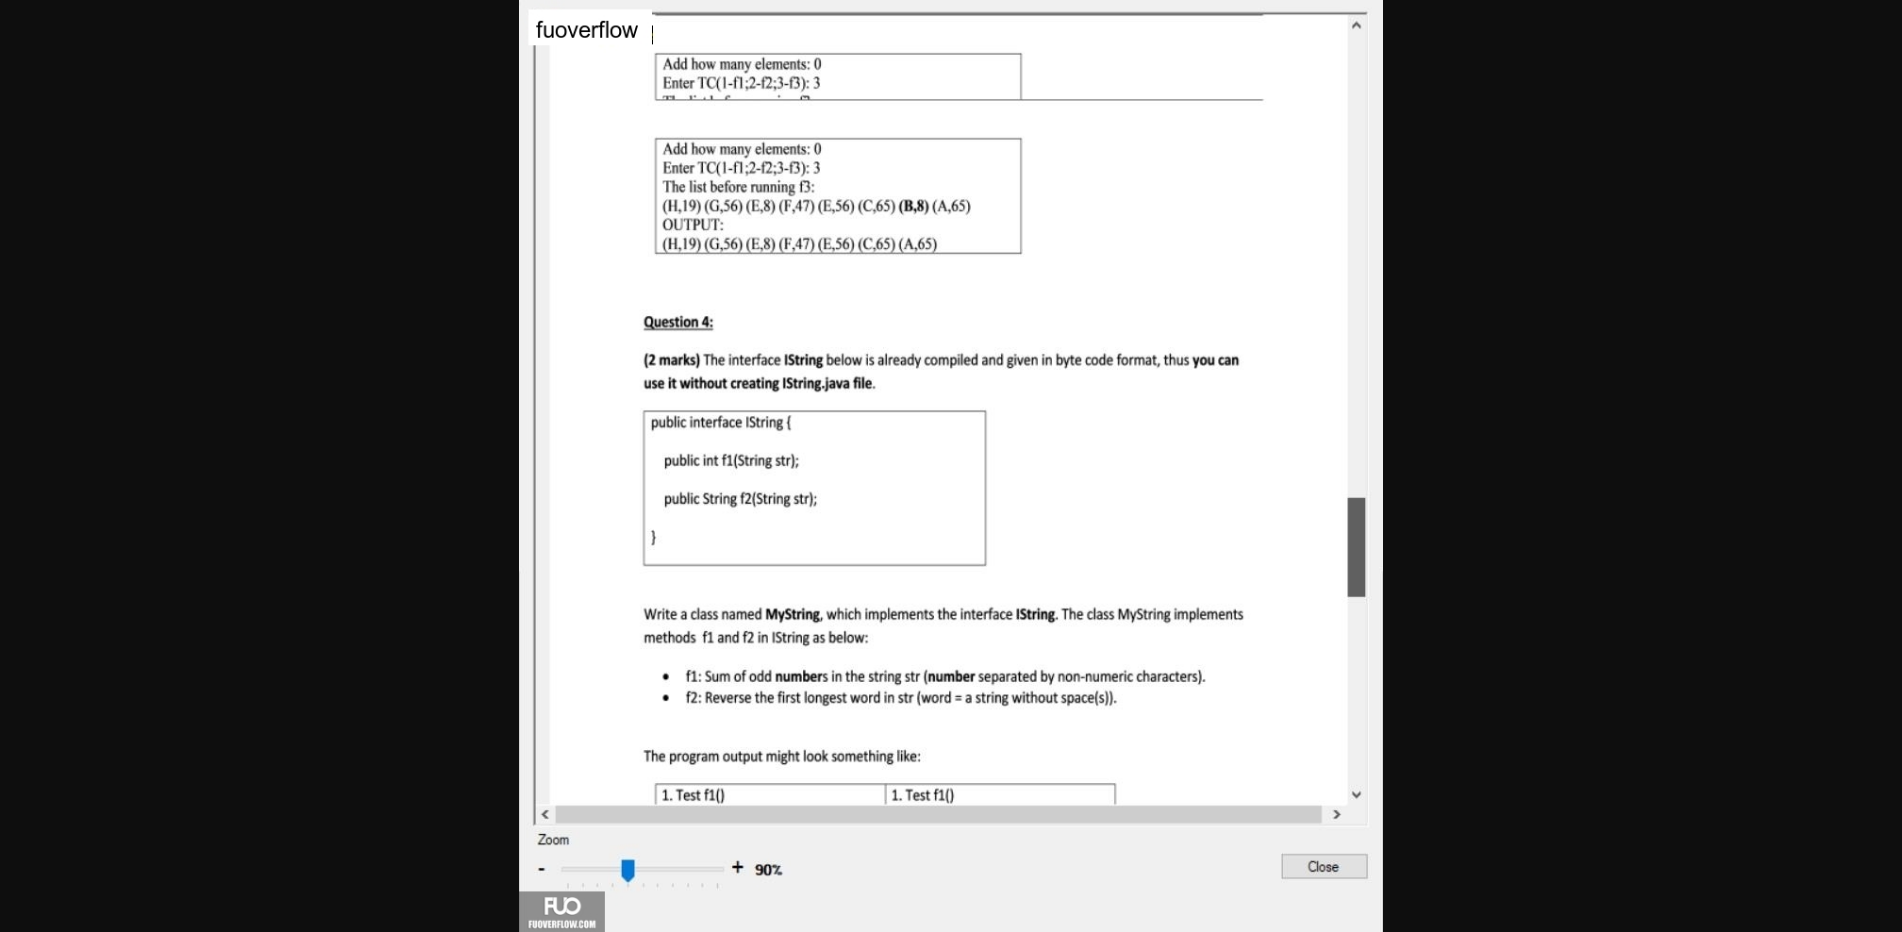 fuoverflow
Add how many elements: 0
Enter TC(1-f1;2-f2;3-f3): 3
Add how many elements: 0
Enter TC(1-f1;2-f2;3-f3): 3
The list before running f3:
(H,19) (G,56) (E,8) (F,47) (E,56) (C,65) (B,8) (A,65)
OUTPUT:
(H,19) (G,56) (E,8) (F,47) (E,56) (C,65) (A,65)
Question 4:
(2 marks) The interface IString below is already compiled and given in byte code format, thus you can
use it without creating IString.java file.
public interface IString {
public int f1(String str);
public String f2(String str);
}
Write a class named MyString, which implements the interface IString. The class MyString implements
methods f1 and f2 in IString as below:
• f1: Sum of odd numbers in the string str (number separated by non-numeric characters).
• f2: Reverse the first longest word in str (word = a string without space(s)).
The program output might look something like:
1. Test f1() 1. Test f1()
Zoom
- + 90%
Close
FUO
FUOVERFLOW.COM